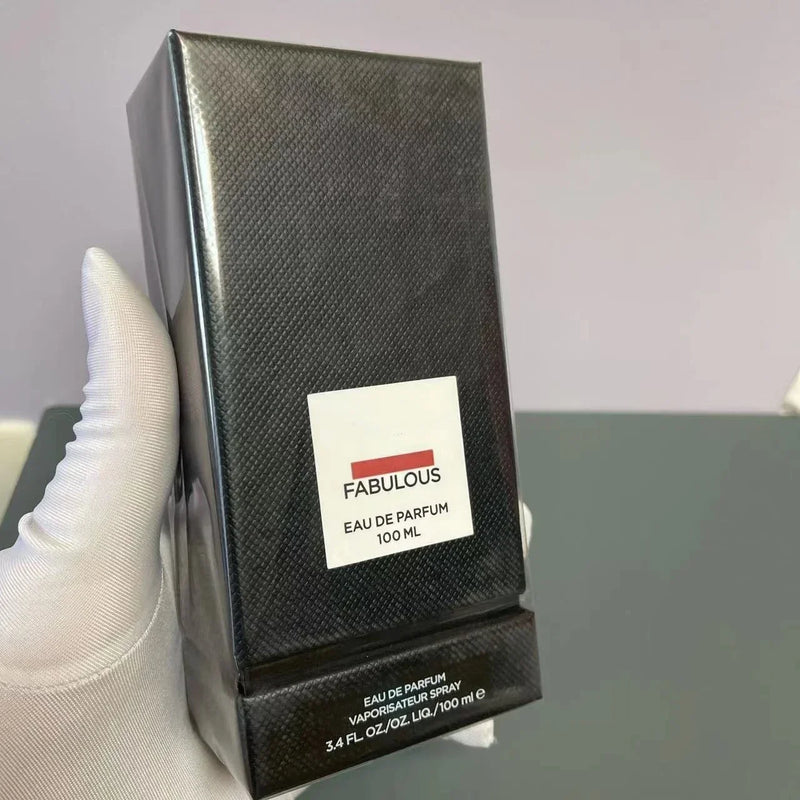 FABULOUS
EAU DE PARFUM
100 ML
EAU DE PARFUM
VAPORISATEUR SPRAY
3.4 FL. OZ./OZ. LIQ./100 ml e